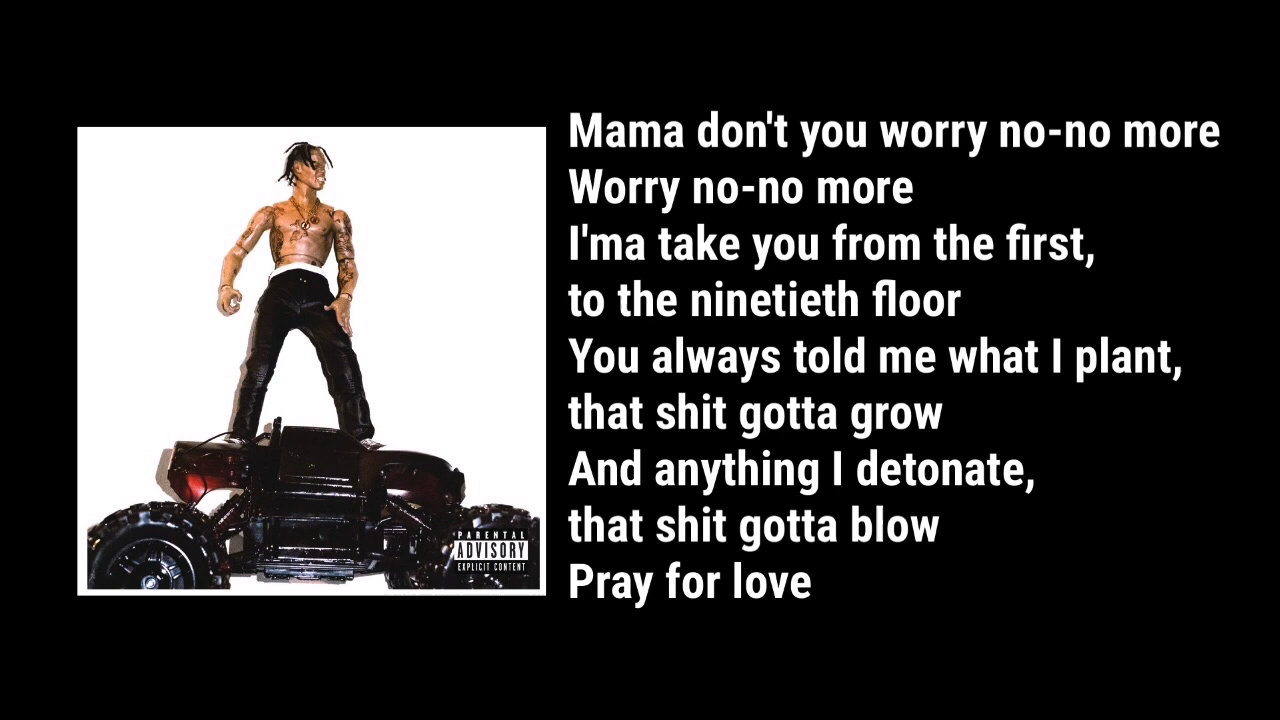 Mama don't you worry no-no more
Worry no-no more
I'ma take you from the first,
to the ninetieth floor
You always told me what I plant,
that shit gotta grow
And anything I detonate,
that shit gotta blow
Pray for love
PARENTAL
ADVISORY
EXPLICIT CONTENT